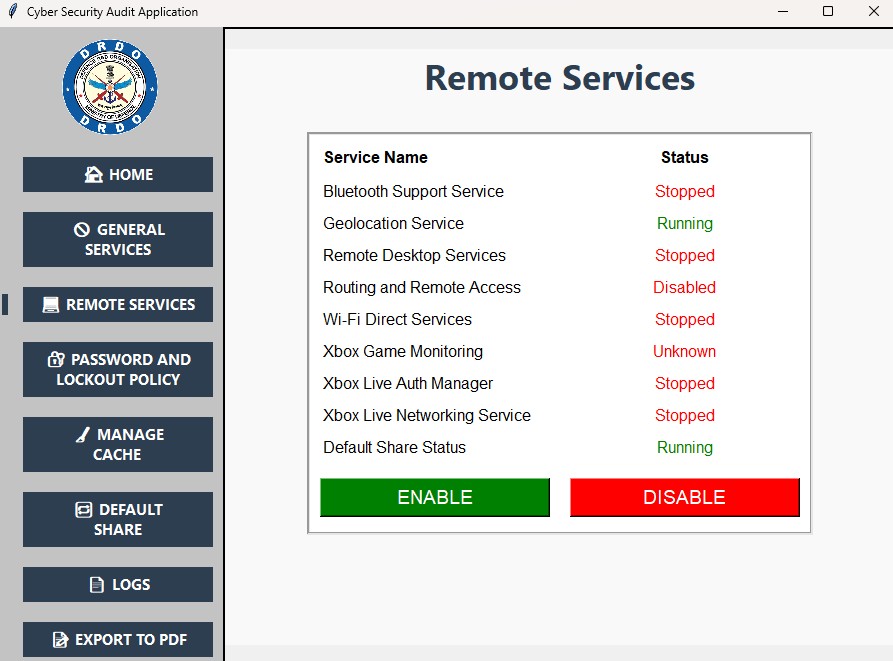 Cyber Security Audit Application
DRDO
DRDO
HOME
GENERAL
SERVICES
REMOTE SERVICES
PASSWORD AND
LOCKOUT POLICY
MANAGE
CACHE
DEFAULT
SHARE
LOGS
EXPORT TO PDF
Remote Services
Service Name Status
Bluetooth Support Service Stopped
Geolocation Service Running
Remote Desktop Services Stopped
Routing and Remote Access Disabled
Wi-Fi Direct Services Stopped
Xbox Game Monitoring Unknown
Xbox Live Auth Manager Stopped
Xbox Live Networking Service Stopped
Default Share Status Running
ENABLE DISABLE